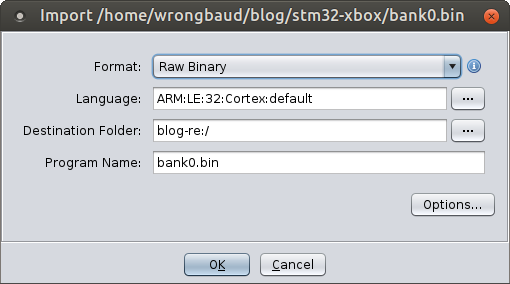 Import /home/wrongbaud/blog/stm32-xbox/bank0.bin
Format: Raw Binary
Language: ARM:LE:32:Cortex:default ...
Destination Folder: blog-re:/ ...
Program Name: bank0.bin
Options...
OK Cancel